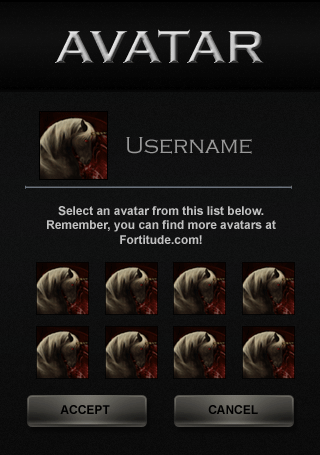 AVATAR
USERNAME
Select an avatar from this list below.
Remember, you can find more avatars at
Fortitude.com!
ACCEPT
CANCEL